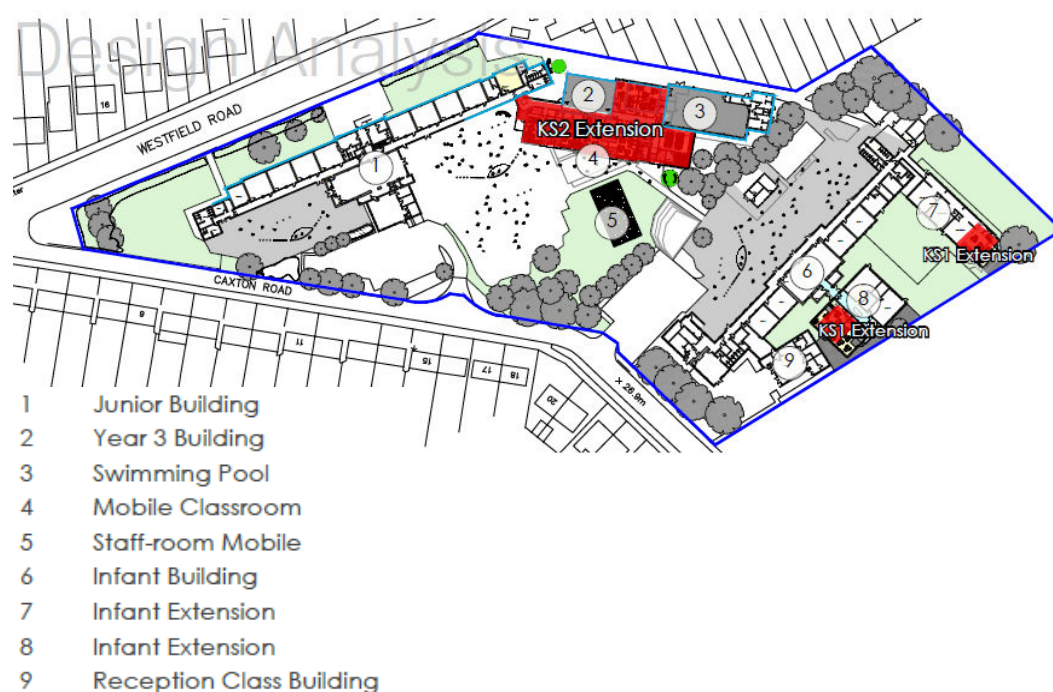 Design Analysis
16
WESTFIELD ROAD
2
3
KS2 Extension
1
4
5
7
KS1 Extension
6
8
KS1 Extension
CAXTON ROAD
9
11
15
17
18
20
+ 26.9m
1 Junior Building
2 Year 3 Building
3 Swimming Pool
4 Mobile Classroom
5 Staff-room Mobile
6 Infant Building
7 Infant Extension
8 Infant Extension
9 Reception Class Building